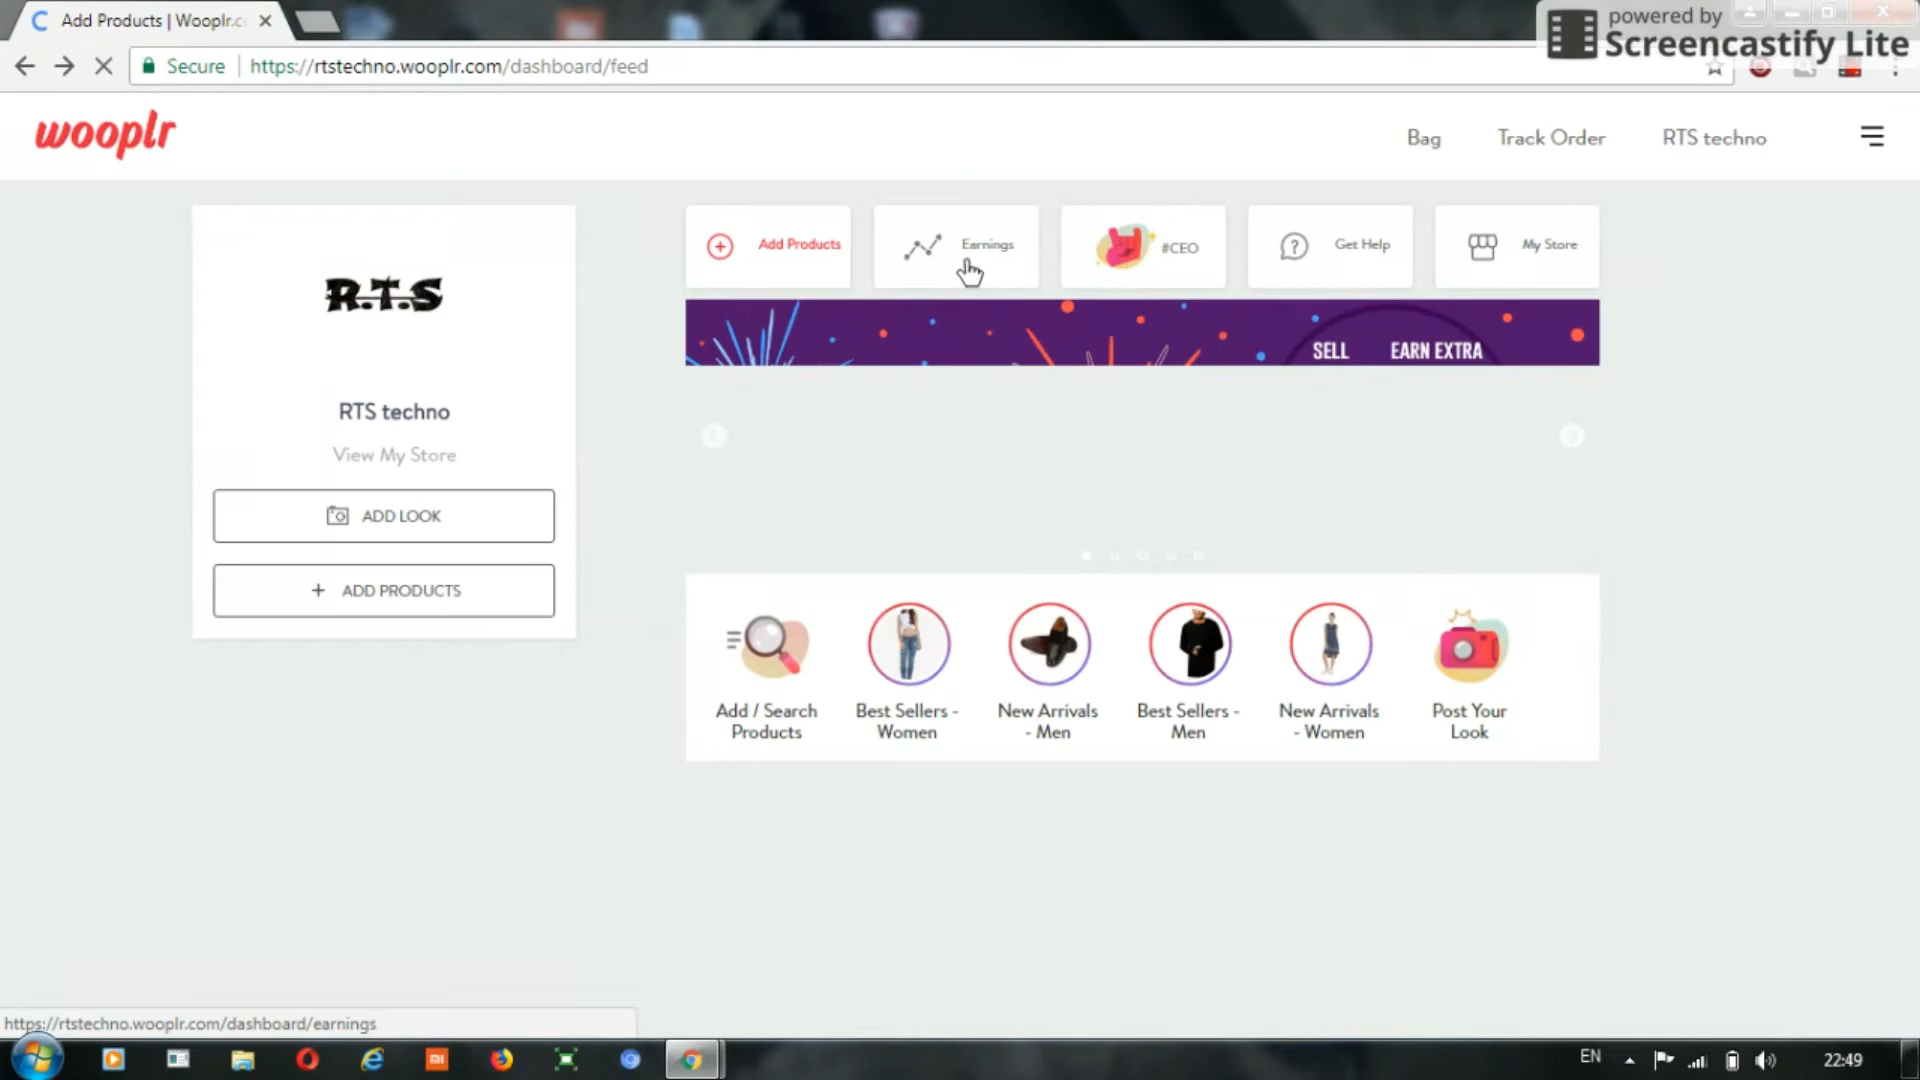 Add Products | Wooplr.c
powered by
Screencastify Lite
Secure
https://rtstechno.wooplr.com/dashboard/feed
wooplr
Bag
Track Order
RTS techno
Add Products
Earnings
#CEO
Get Help
My Store
R.T.S
SELL
EARN EXTRA
RTS techno
View My Store
ADD LOOK
+ ADD PRODUCTS
Add / Search
Products
Best Sellers -
Women
New Arrivals
- Men
Best Sellers -
Men
New Arrivals
- Women
Post Your
Look
https://rtstechno.wooplr.com/dashboard/earnings
EN
22:49